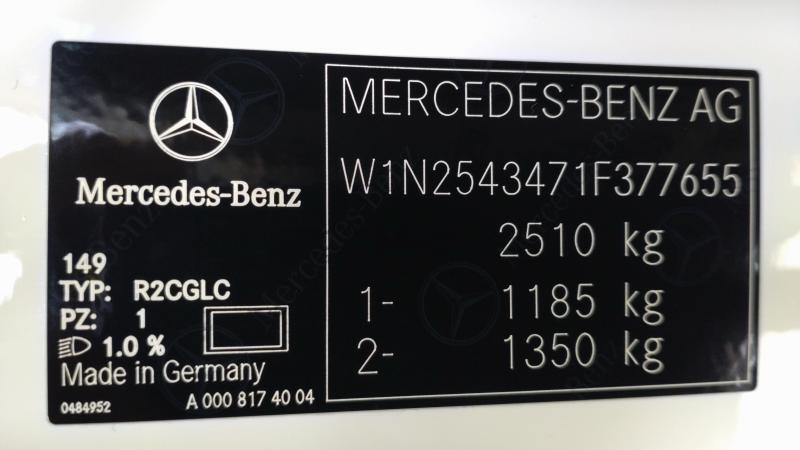 Mercedes-Benz
149
TYP: R2CGLC
PZ: 1
1.0 %
Made in Germany
0484952 A 000 817 40 04
MERCEDES-BENZ AG
W1N2543471F377655
2510 kg
1- 1185 kg
2- 1350 kg